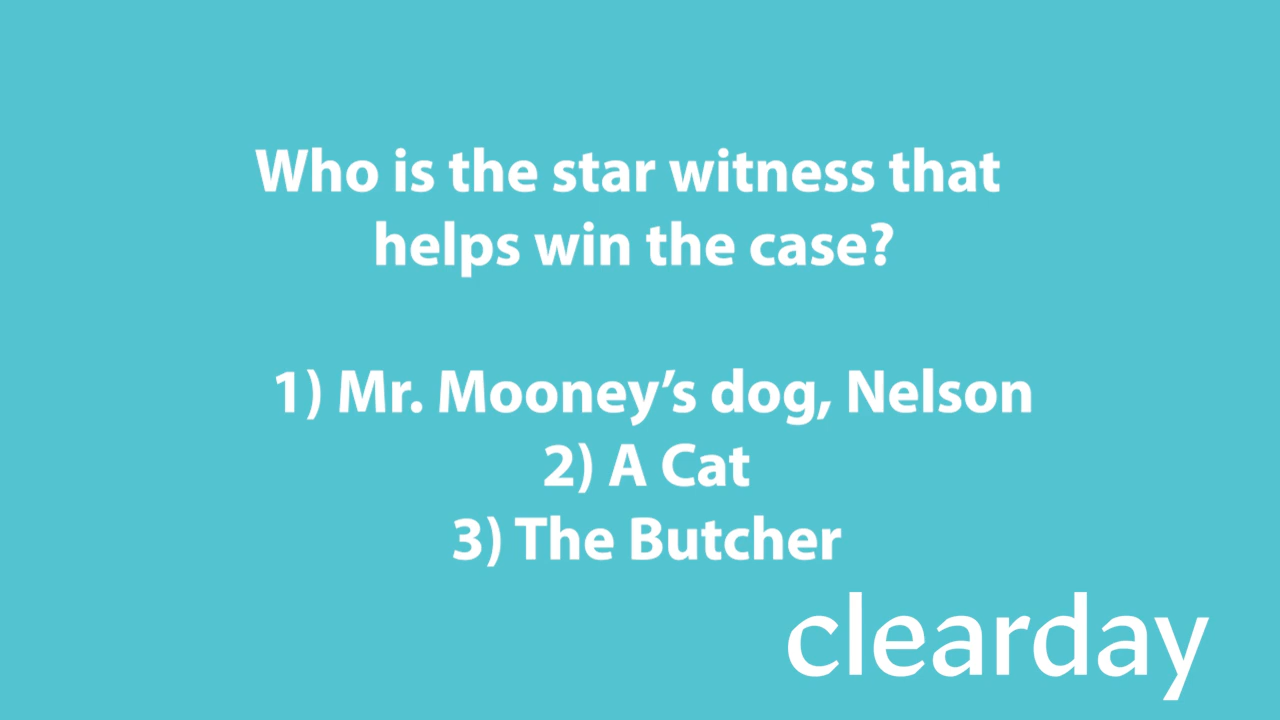 Who is the star witness that
helps win the case?
1) Mr. Mooney’s dog, Nelson
2) A Cat
3) The Butcher
clearday